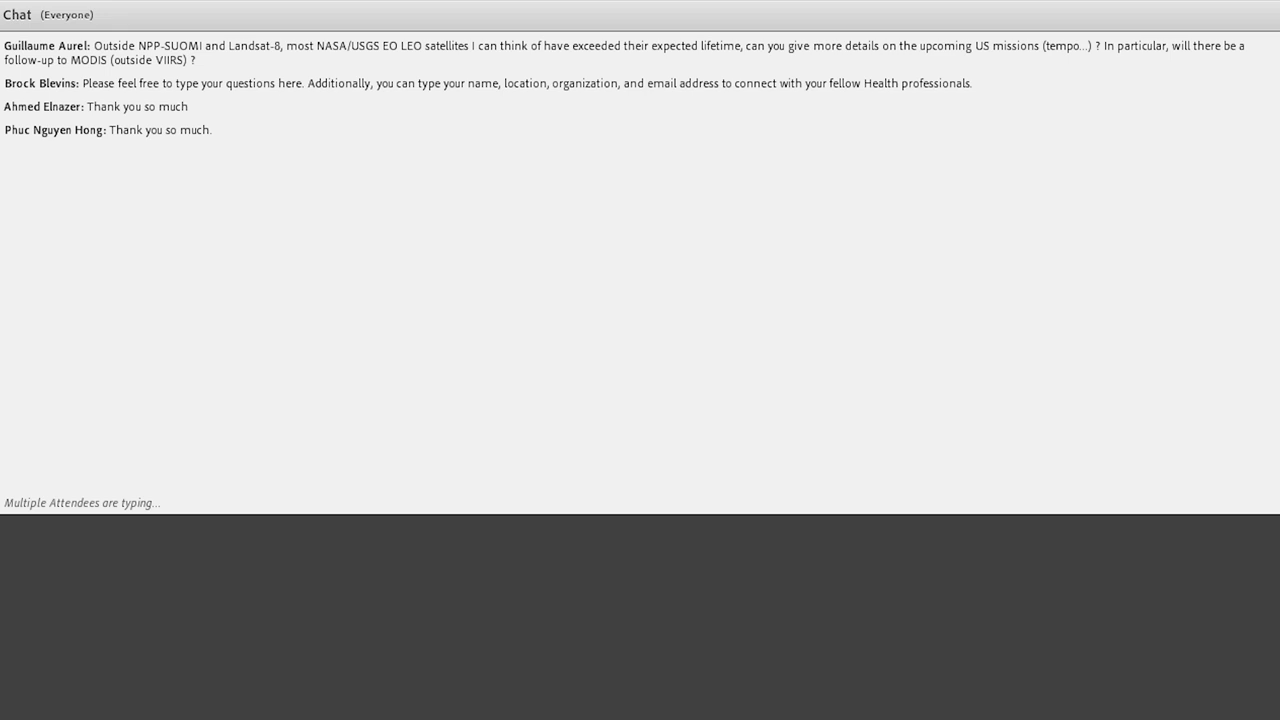 Chat (Everyone)
Guillaume Aurel: Outside NPP-SUOMI and Landsat-8, most NASA/USGS EO LEO satellites I can think of have exceeded their expected lifetime, can you give more details on the upcoming US missions (tempo...) ? In particular, will there be a
follow-up to MODIS (outside VIIRS) ?
Brock Blevins: Please feel free to type your questions here. Additionally, you can type your name, location, organization, and email address to connect with your fellow Health professionals.
Ahmed Elnazer: Thank you so much
Phuc Nguyen Hong: Thank you so much.
Multiple Attendees are typing...